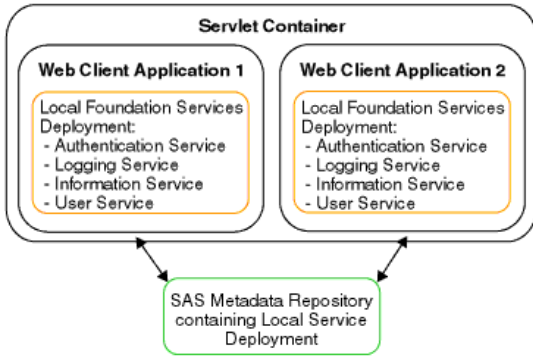 Servlet Container
Web Client Application 1
Local Foundation Services
Deployment:
- Authentication Service
- Logging Service
- Information Service
- User Service
Web Client Application 2
Local Foundation Services
Deployment:
- Authentication Service
- Logging Service
- Information Service
- User Service
SAS Metadata Repository
containing Local Service
Deployment